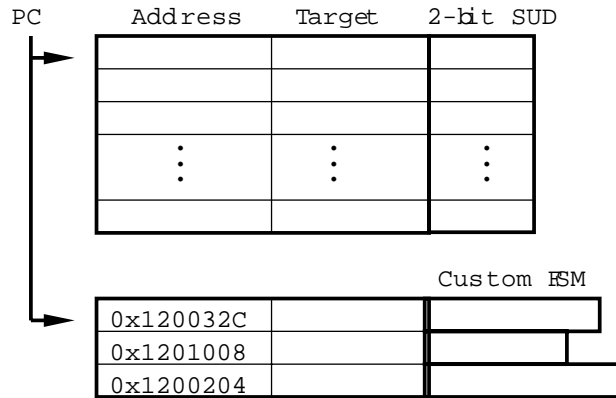 PC Address Target 2-bit SUD
Custom FSM
0x120032C
0x1201008
0x1200204